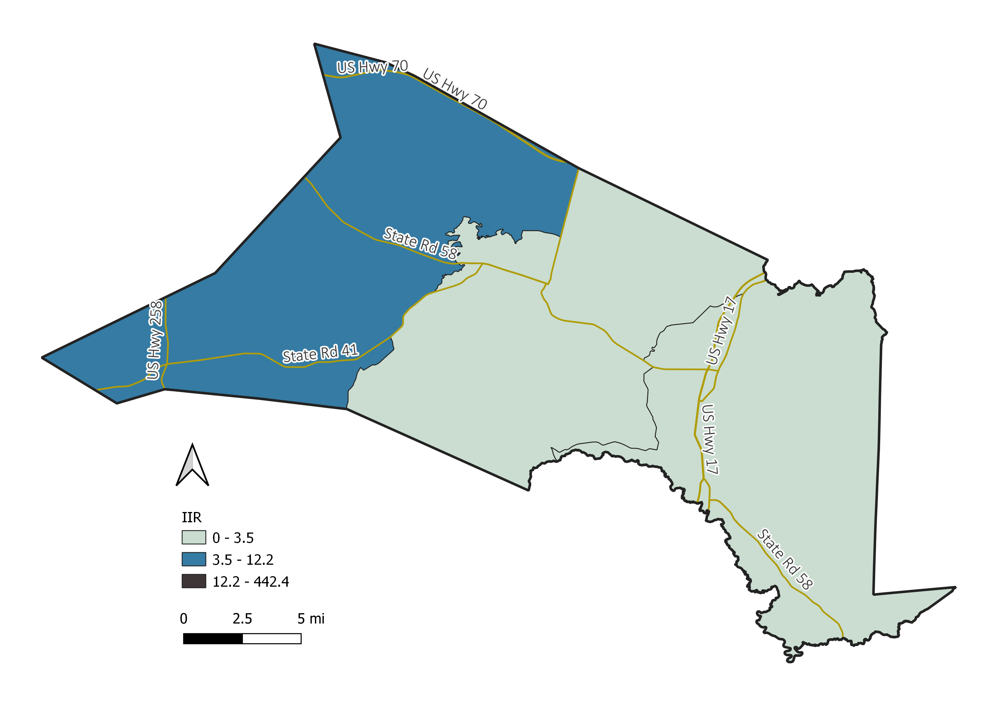 US Hwy 70
US Hwy 70
State Rd 58
US Hwy 258
US Hwy 17
State Rd 41
US Hwy 17
IIR
0 - 3.5
State Rd 58
3.5 - 12.2
12.2 - 442.4
0 2.5 5 mi